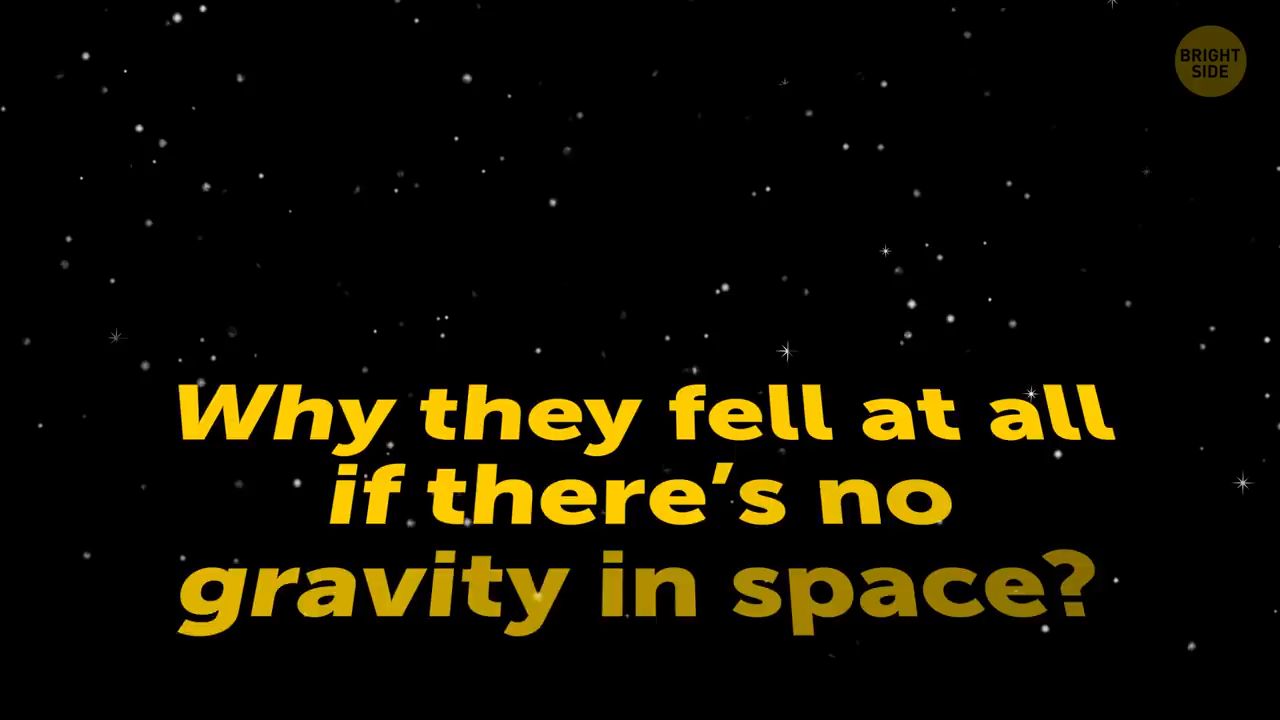 BRIGHT
SIDE
Why they fell at all
if there's no
gravity in space?